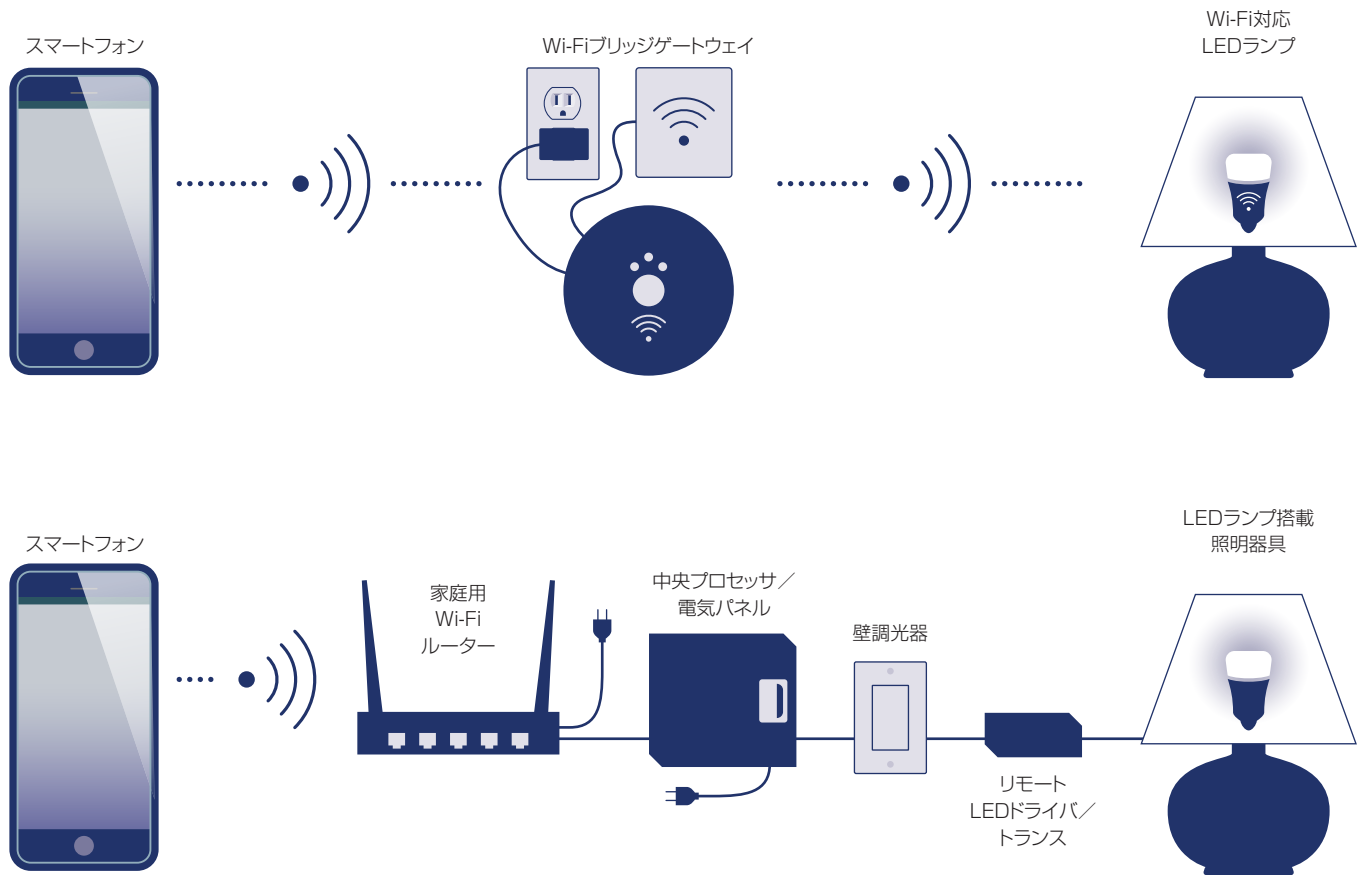 スマートフォン
Wi-Fiブリッジゲートウェイ
Wi-Fi対応
LEDランプ
スマートフォン
家庭用
Wi-Fi
ルーター
中央プロセッサ／
電気パネル
壁調光器
リモート
LEDドライバ／
トランス
LEDランプ搭載
照明器具